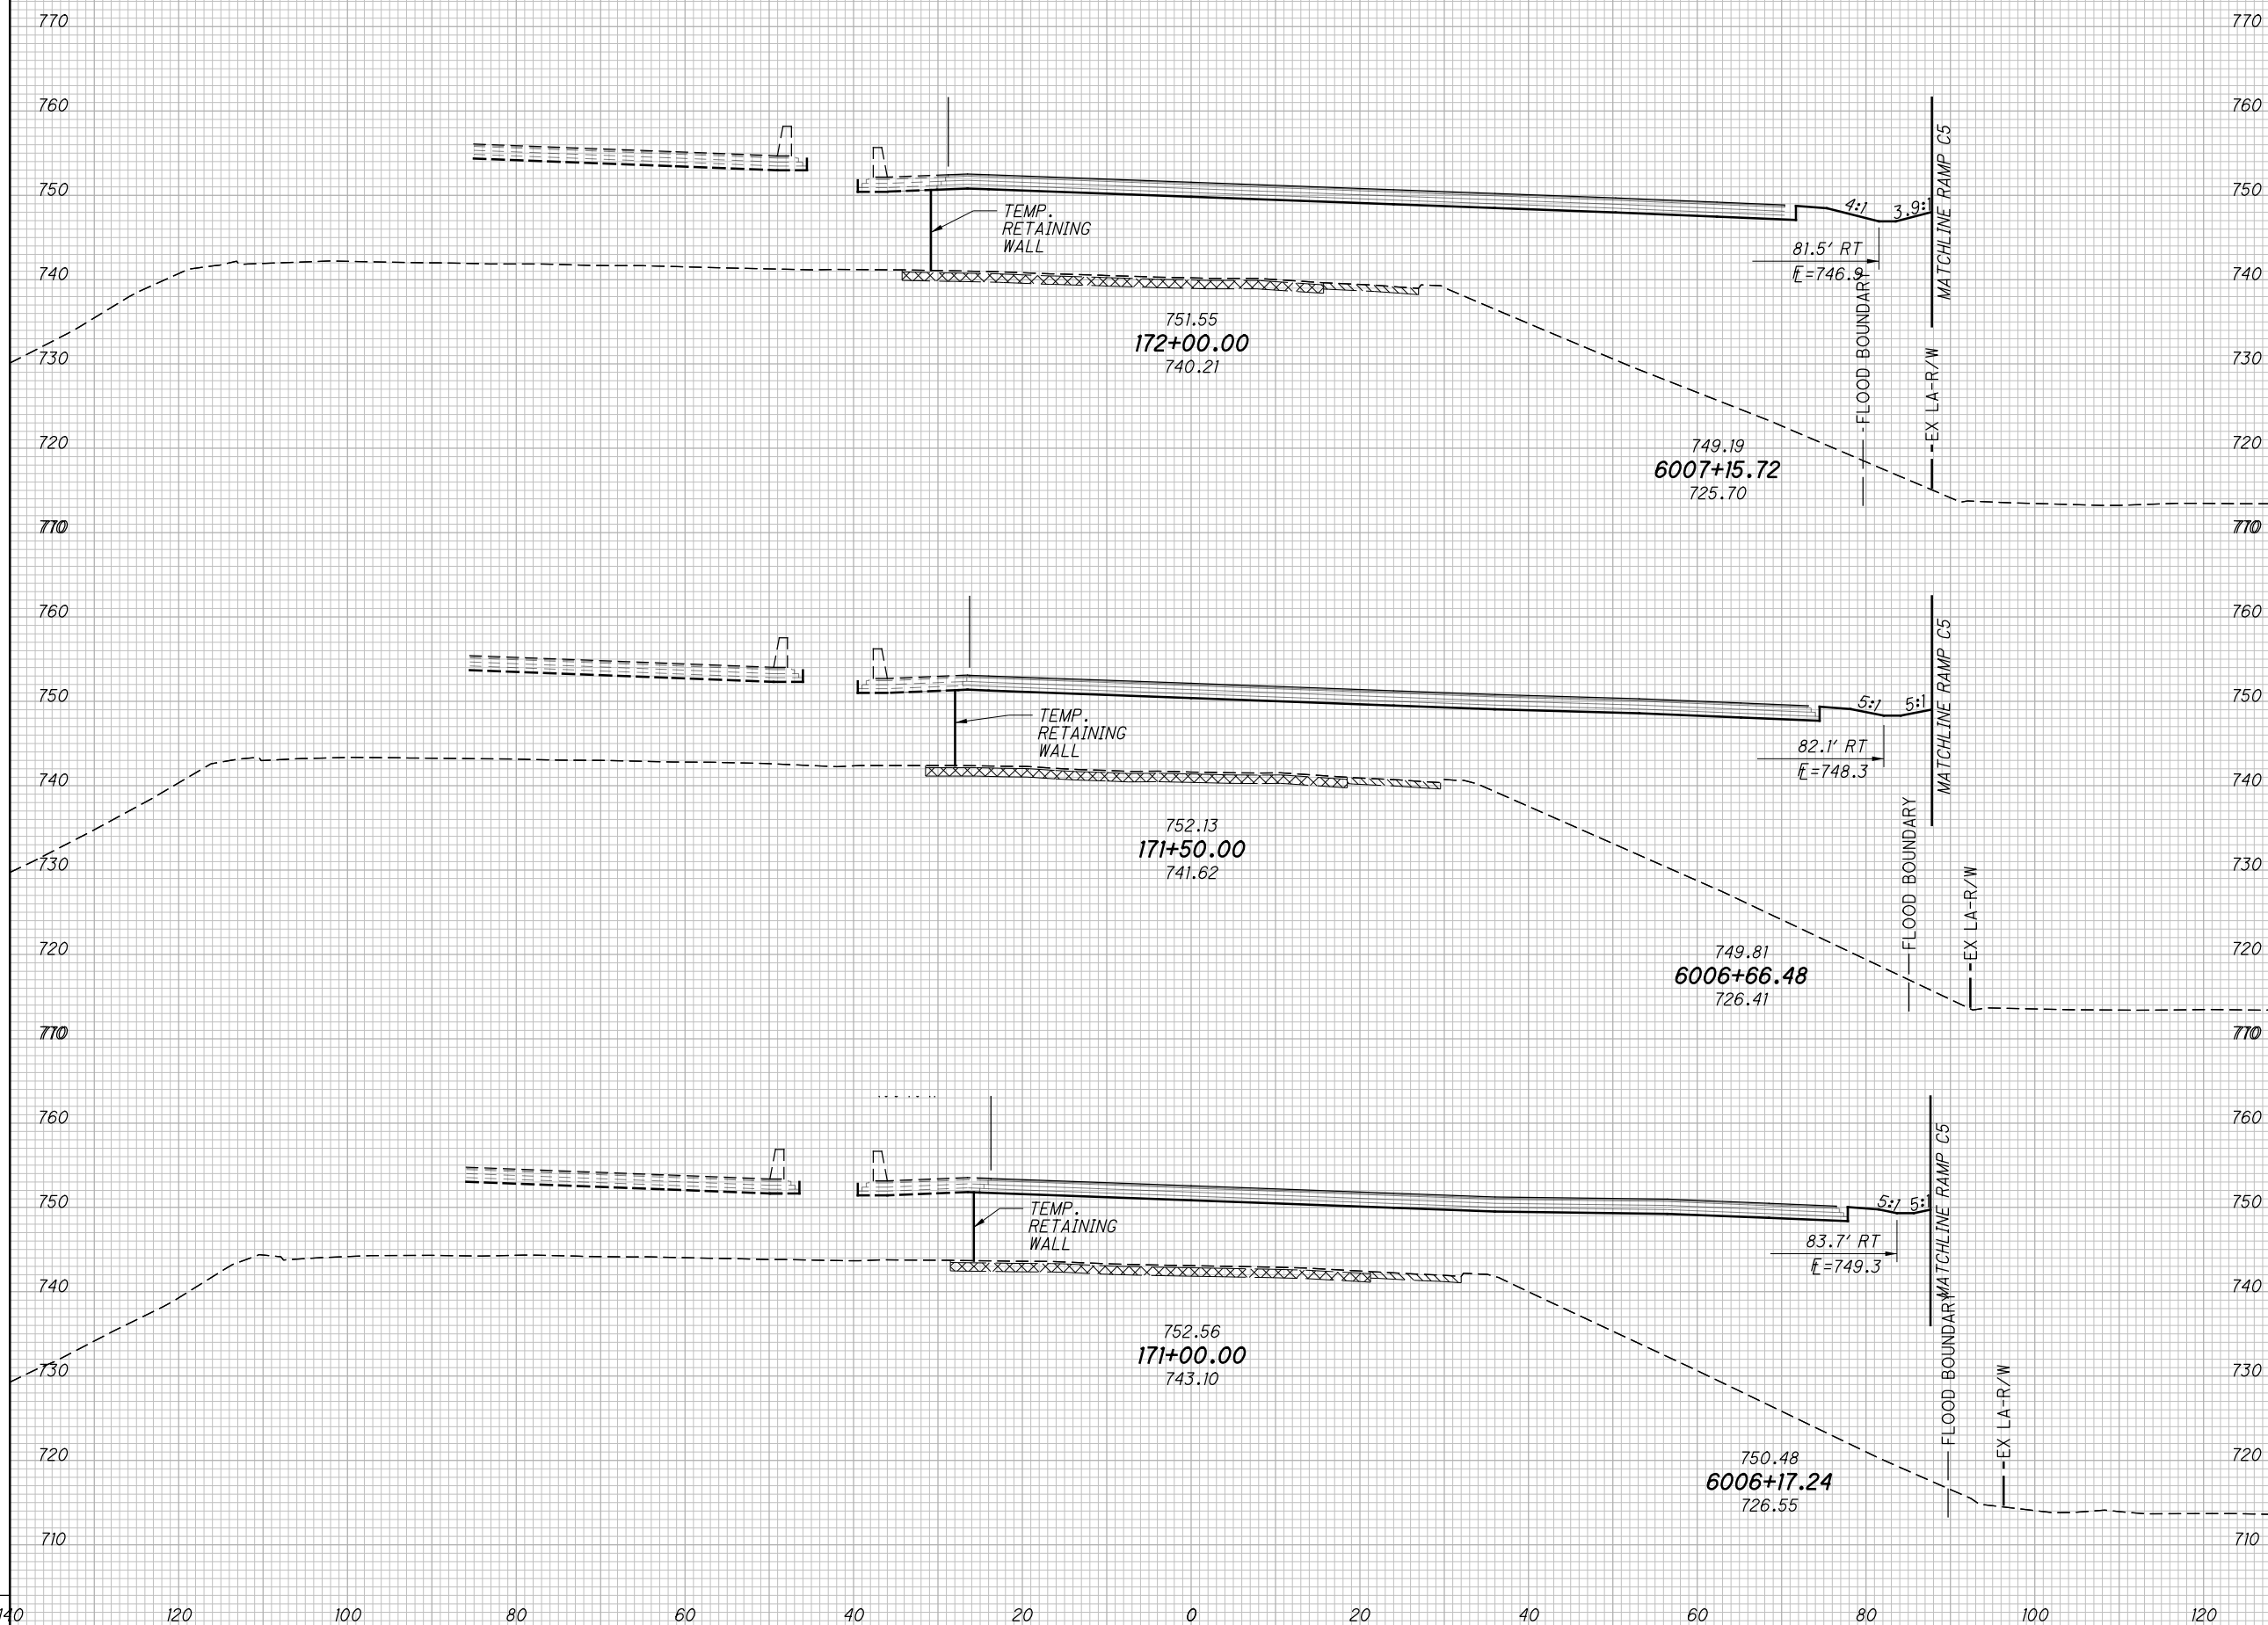 770 770
760 760
750 750
740 740
730 730
720 720
TEMP.
RETAINING
WALL
4:1 3.9:1
81.5' RT
FL=746.9
MATCHLINE RAMP C5
FLOOD BOUNDARY
EX LA-R/W
751.55
172+00.00
740.21
749.19
6007+15.72
725.70
770 770
760 760
750 750
740 740
730 730
720 720
TEMP.
RETAINING
WALL
5:1 5:1
82.1' RT
FL=748.3
MATCHLINE RAMP C5
FLOOD BOUNDARY
EX LA-R/W
752.13
171+50.00
741.62
749.81
6006+66.48
726.41
770 770
760 760
750 750
740 740
730 730
720 720
710 710
TEMP.
RETAINING
WALL
5:1 5:1
83.7' RT
FL=749.3
MATCHLINE RAMP C5
FLOOD BOUNDARY
EX LA-R/W
752.56
171+00.00
743.10
750.48
6006+17.24
726.55
140 120 100 80 60 40 20 0 20 40 60 80 100 120